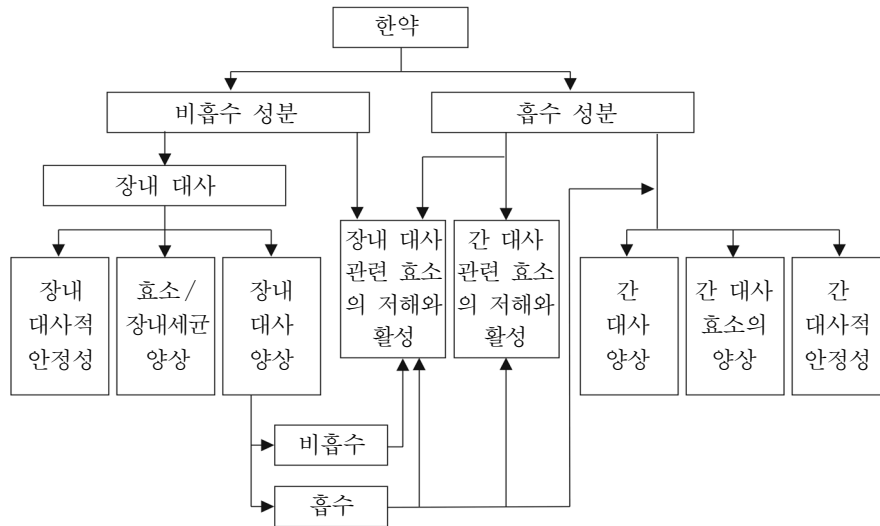 한약
비흡수 성분
흡수 성분
장내 대사
장내
대사적
안정성
효소 /
장내세균
양상
장내
대사
양상
장내 대사
관련 효소
의 저해와
활성
간 대사
관련 효소
의 저해와
활성
간
대사
양상
간 대사
효소의
양상
간
대사적
안정성
비흡수
흡수